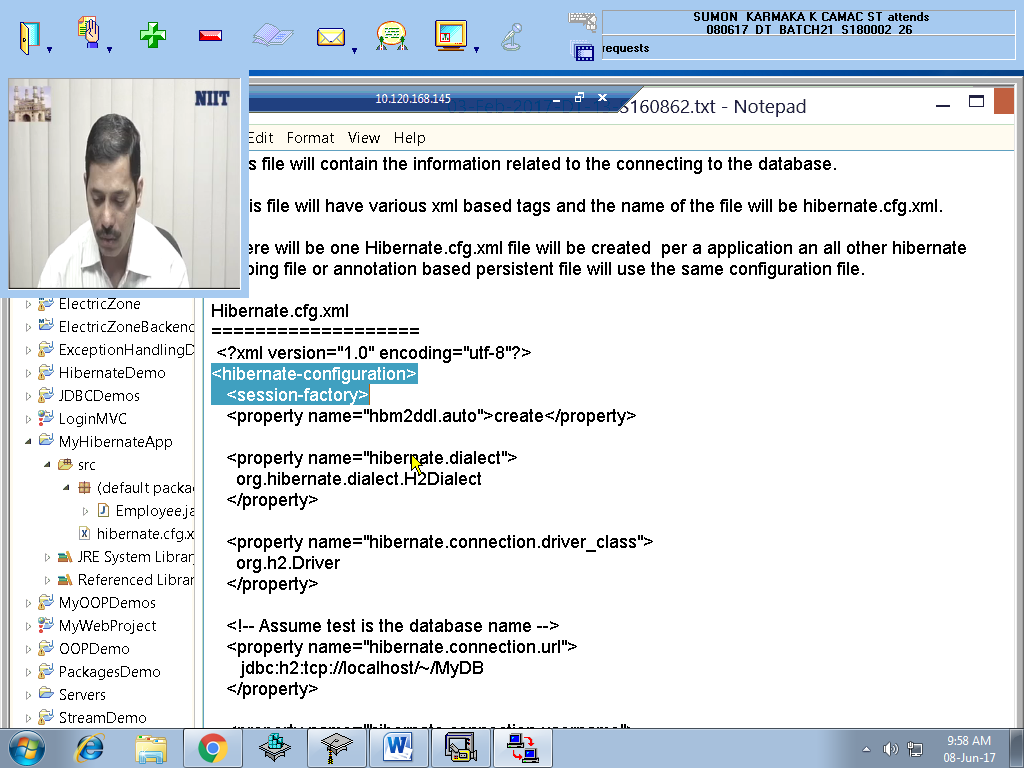 SUMON KARMAKA K CAMAC ST attends
080617_DT_BATCH21_S180002_26
requests
NIIT
10.120.168.145
S160862.txt - Notepad
Edit Format View Help
s file will contain the information related to the connecting to the database.
is file will have various xml based tags and the name of the file will be hibernate.cfg.xml.
ere will be one Hibernate.cfg.xml file will be created per a application an all other hibernate
ping file or annotation based persistent file will use the same configuration file.
Hibernate.cfg.xml
===================
<?xml version="1.0" encoding="utf-8"?>
<hibernate-configuration>
<session-factory>
<property name="hbm2ddl.auto">create</property>
<property name="hibernate.dialect">
org.hibernate.dialect.H2Dialect
</property>
<property name="hibernate.connection.driver_class">
org.h2.Driver
</property>
<!-- Assume test is the database name -->
<property name="hibernate.connection.url">
jdbc:h2:tcp://localhost/~/MyDB
</property>
<property name="hibernate.connection.username">
ElectricZone
ElectricZoneBackend
ExceptionHandlingD
HibernateDemo
JDBCDemos
LoginMVC
MyHibernateApp
src
(default packa
Employee.ja
hibernate.cfg.x
JRE System Librar
Referenced Librar
MyOOPDemos
MyWebProject
OOPDemo
PackagesDemo
Servers
StreamDemo
9:58 AM
08-Jun-17